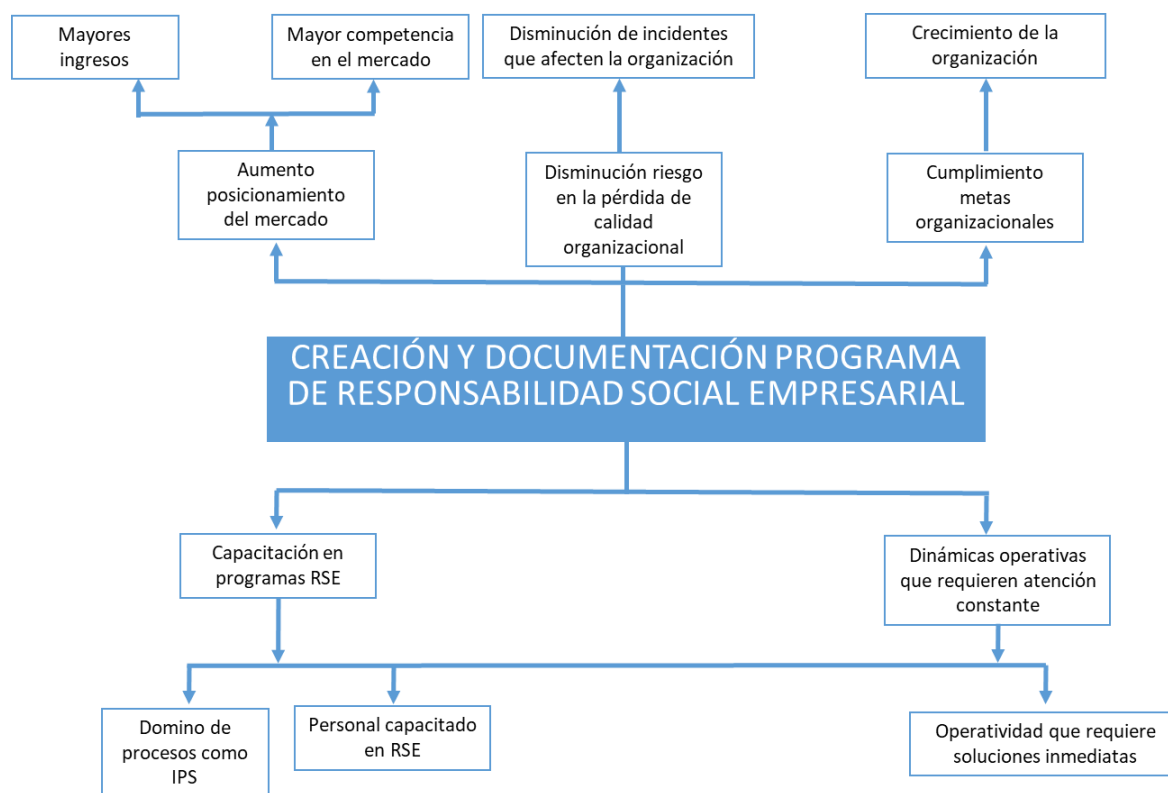 Mayores
ingresos
Mayor competencia
en el mercado
Disminución de incidentes
que afecten la organización
Crecimiento de la
organización
Aumento
posicionamiento
del mercado
Disminución riesgo
en la pérdida de
calidad
organizacional
Cumplimiento
metas
organizacionales
CREACIÓN Y DOCUMENTACIÓN PROGRAMA
DE RESPONSABILIDAD SOCIAL EMPRESARIAL
Capacitación en
programas RSE
Dinámicas operativas
que requieren atención
constante
Domino de
procesos como
IPS
Personal capacitado
en RSE
Operatividad que requiere
soluciones inmediatas